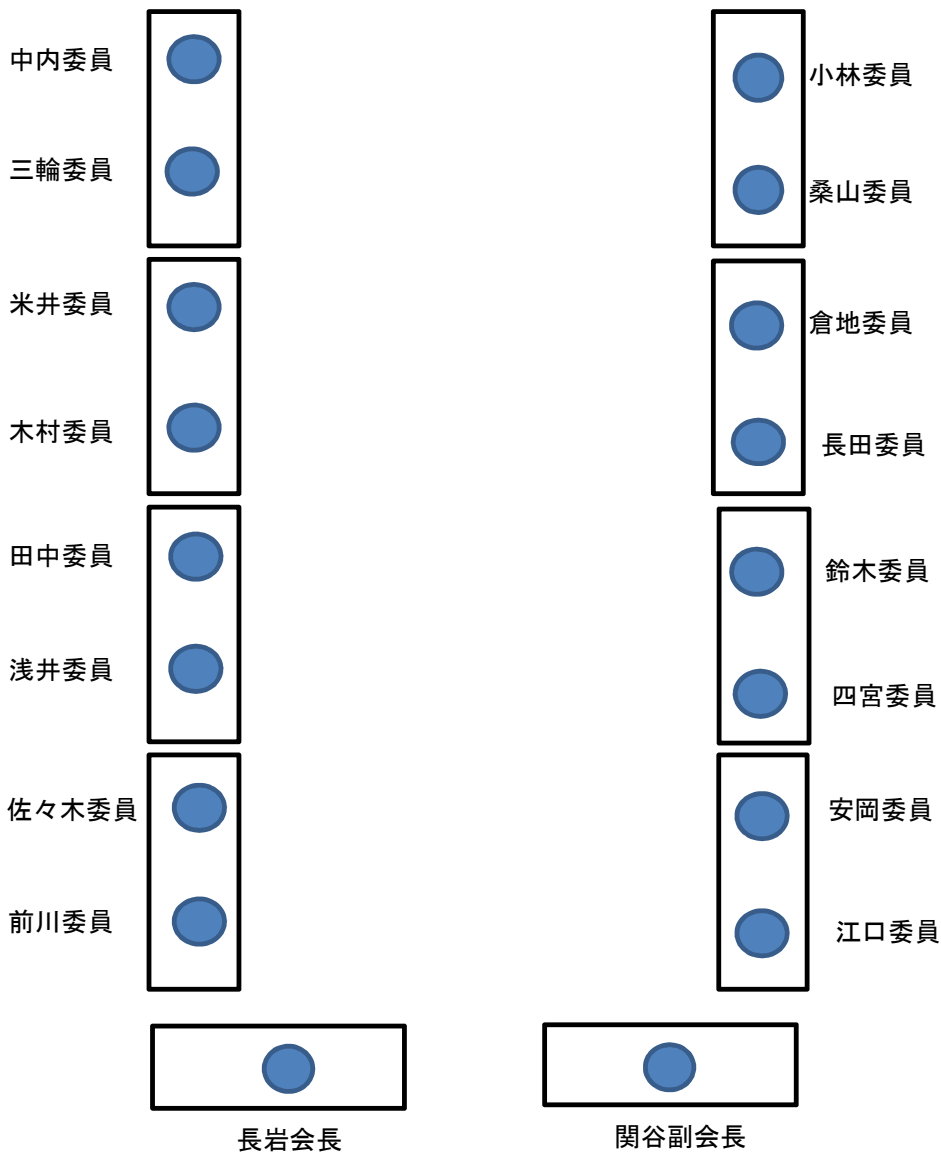 中内委員
三輪委員
米井委員
木村委員
田中委員
浅井委員
佐々木委員
前川委員
小林委員
桑山委員
倉地委員
長田委員
鈴木委員
四宮委員
安岡委員
江口委員
長岩会長
関谷副会長